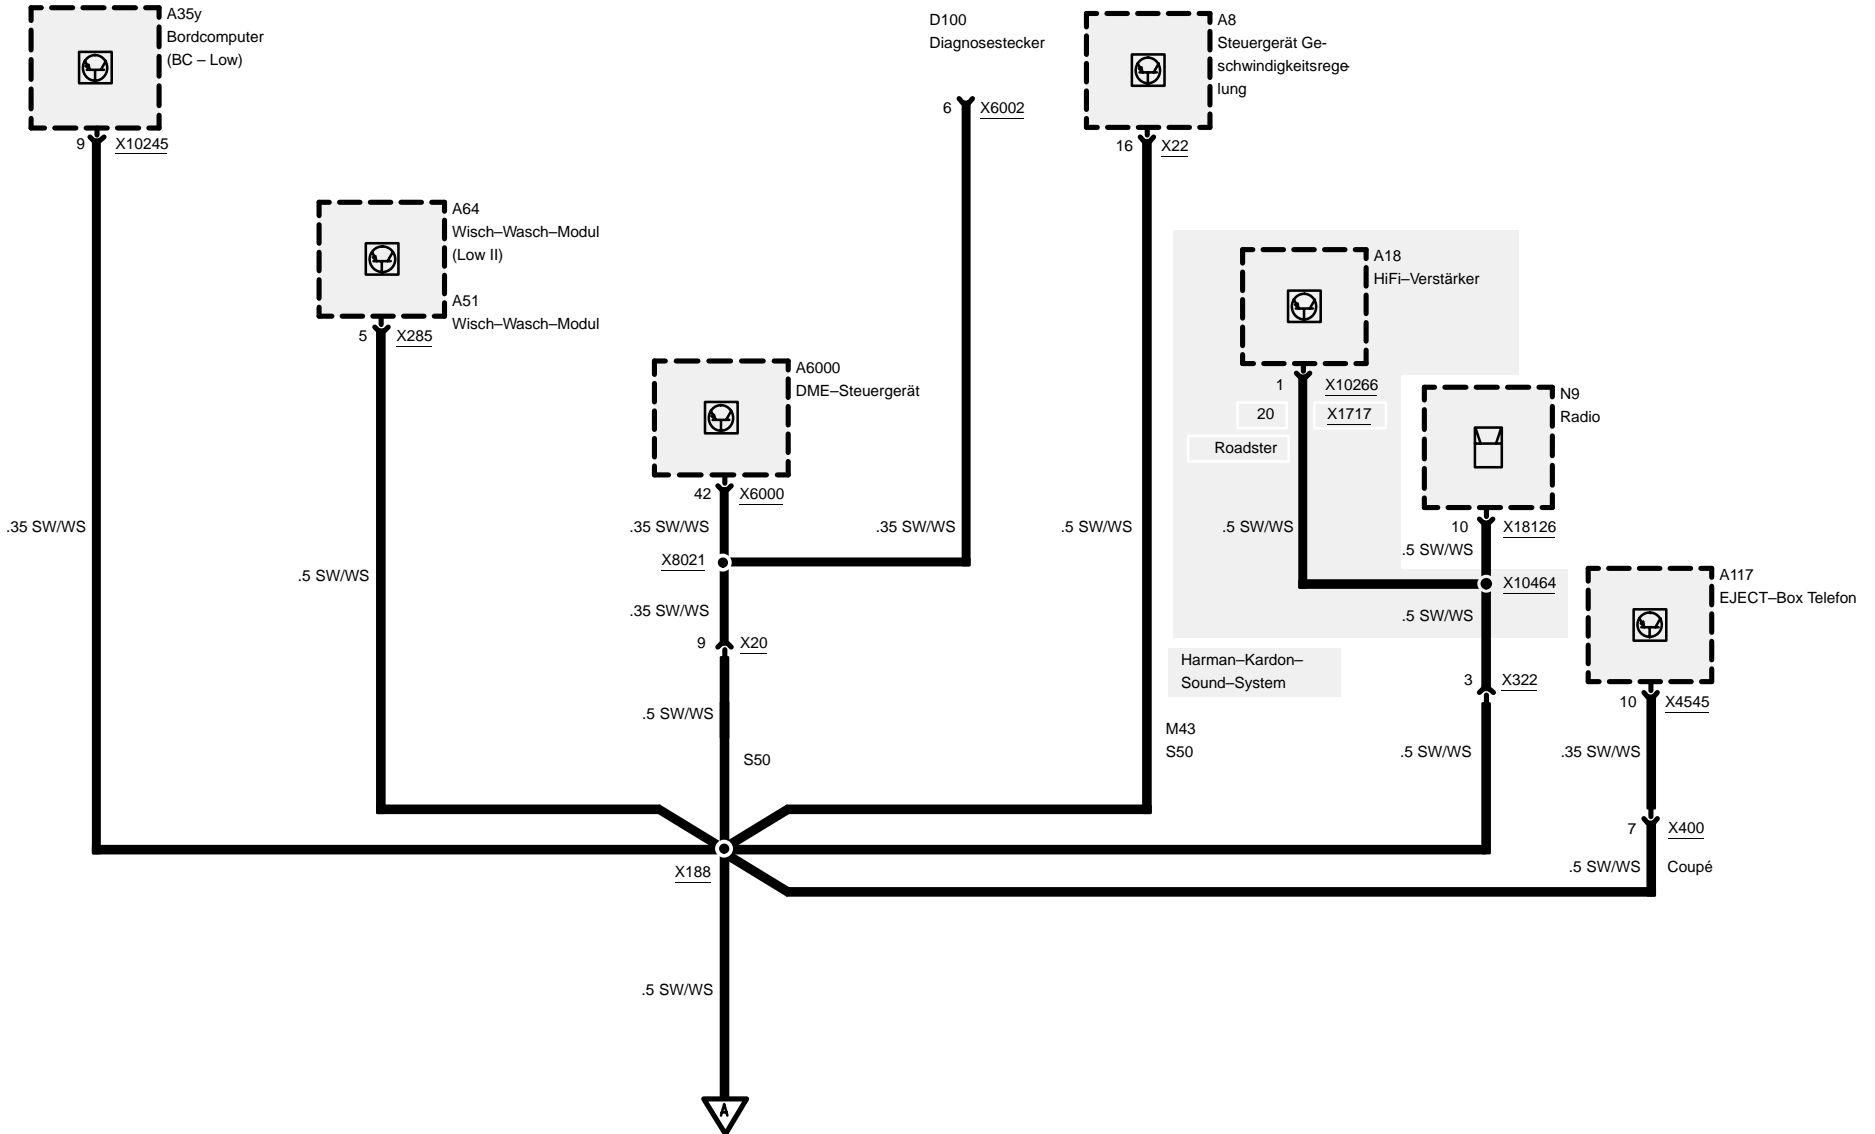 A35y
Bordcomputer
(BC – Low)
9 X10245
.35 SW/WS
A64
Wisch–Wasch–Modul
(Low II)
A51
Wisch–Wasch–Modul
5 X285
.5 SW/WS
A6000
DME–Steuergerät
42 X6000
.35 SW/WS
X8021
.35 SW/WS
9 X20
.5 SW/WS
S50
D100
Diagnosestecker
6 X6002
.35 SW/WS
A8
Steuergerät Ge-
schwindigkeitsrege-
lung
16 X22
.5 SW/WS
M43
S50
A18
HiFi–Verstärker
1 X10266
20 X1717
Roadster
.5 SW/WS
N9
Radio
10 X18126
.5 SW/WS
X10464
.5 SW/WS
Harman–Kardon–
Sound–System
3 X322
.5 SW/WS
A117
EJECT–Box Telefon
10 X4545
.35 SW/WS
7 X400
.5 SW/WS Coupé
X188
.5 SW/WS
A